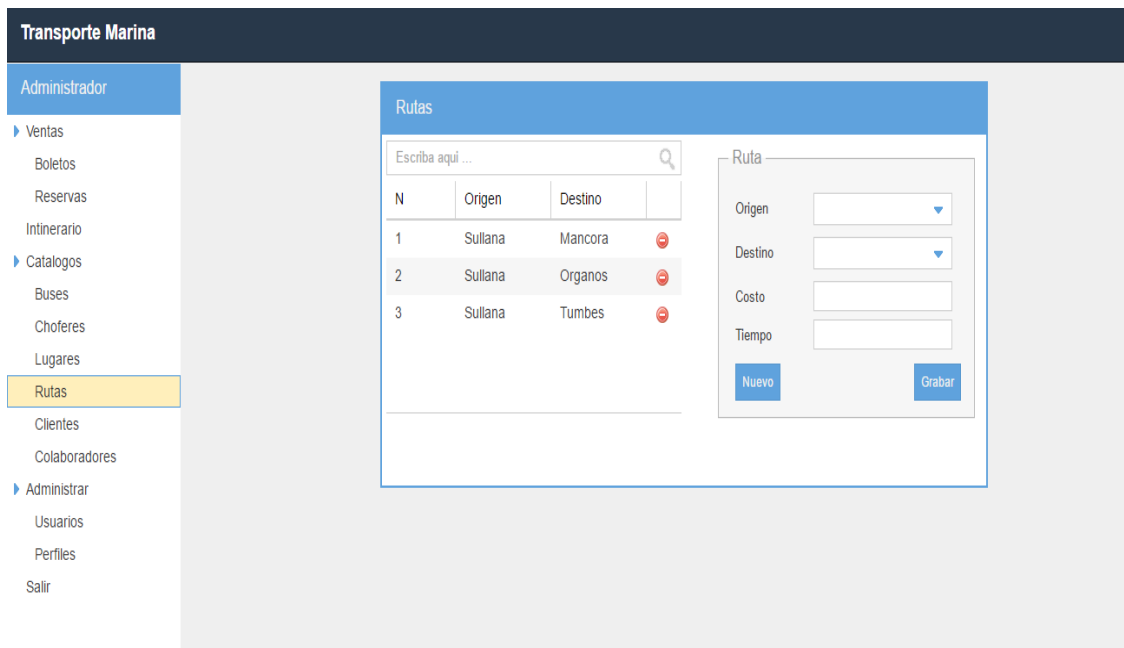 Transporte Marina
Administrador
Ventas
Boletos
Reservas
Intinerario
Catalogos
Buses
Choferes
Lugares
Rutas
Clientes
Colaboradores
Administrar
Usuarios
Perfiles
Salir
Rutas
Escriba aqui ...
N Origen Destino
1 Sullana Mancora
2 Sullana Organos
3 Sullana Tumbes
Ruta
Origen
Destino
Costo
Tiempo
Nuevo Grabar